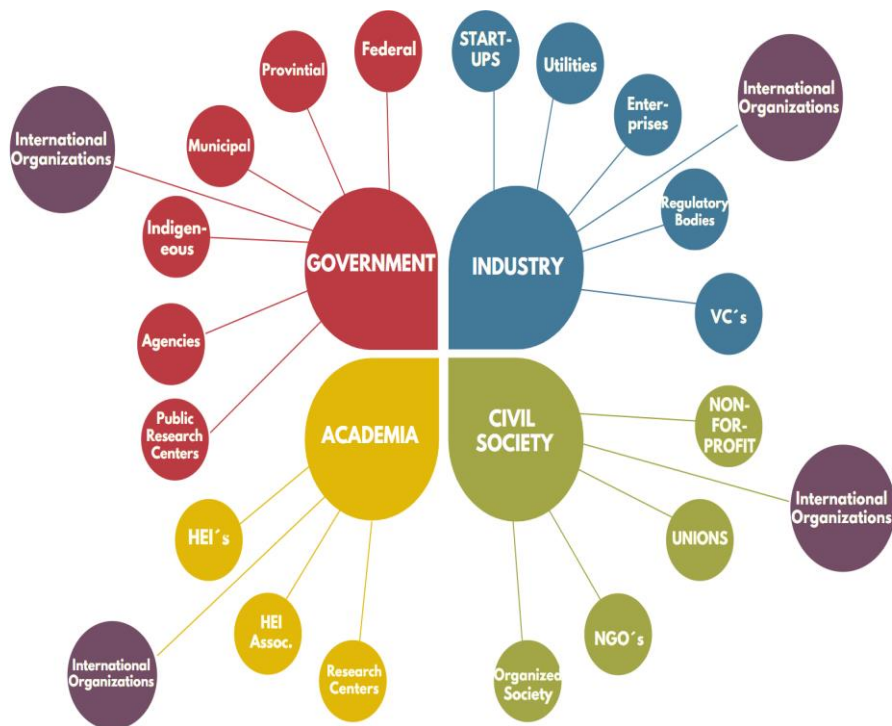 Federal
Provintial
International
Organizations
Municipal
Indigen-
eous
Agencies
Public
Research
Centers
GOVERNMENT
START-
UPS
Utilities
Enter-
prises
International
Organizations
Regulatory
Bodies
VC´s
INDUSTRY
ACADEMIA
HEI´s
International
Organizations
HEI
Assoc.
Research
Centers
CIVIL
SOCIETY
NON-
FOR-
PROFIT
International
Organizations
UNIONS
NGO´s
Organized
Society